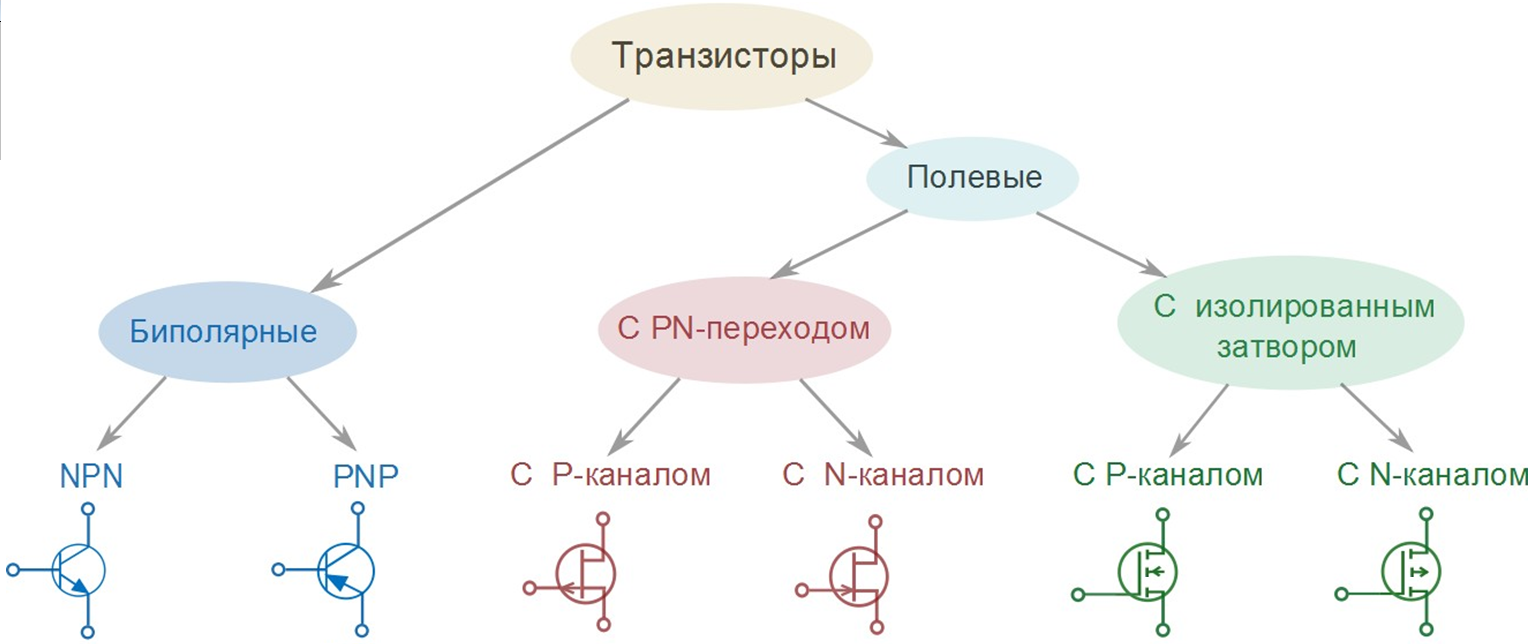 Транзисторы
Полевые
Биполярные
С PN-переходом
С изолированным
затвором
NPN
PNP
С P-каналом
С N-каналом
С P-каналом
С N-каналом